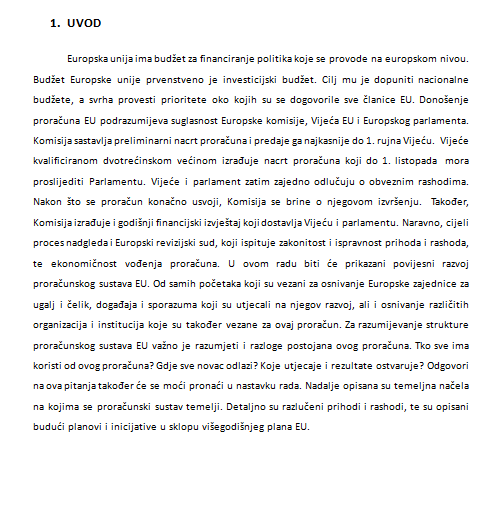 1. UVOD
Europska unija ima budžet za financiranje politika koje se provode na europskom nivou.
Budžet Europske unije prvenstveno je investicijski budžet. Cilj mu je dopuniti nacionalne
budžete, a svrha provesti prioritete oko kojih su se dogovorile sve članice EU. Donošenje
proračuna EU podrazumijeva suglasnost Europske komisije, Vijeća EU i Europskog parlamenta.
Komisija sastavlja preliminarni nacrt proračuna i predaje ga najkasnije do 1. rujna Vijeću. Vijeće
kvalificiranom dvotrećinskom većinom izrađuje nacrt proračuna koji do 1. listopada mora
proslijediti Parlamentu. Vijeće i parlament zatim zajedno odlučuju o obveznim rashodima.
Nakon što se proračun konačno usvoji, Komisija se brine o njegovom izvršenju. Također,
Komisija izrađuje i godišnji financijski izvještaj koji dostavlja Vijeću i parlamentu. Naravno, cijeli
proces nadgleda i Europski revizijski sud, koji ispituje zakonitost i ispravnost prihoda i rashoda,
te ekonomičnost vođenja proračuna. U ovom radu biti će prikazani povijesni razvoj
proračunskog sustava EU. Od samih početaka koji su vezani za osnivanje Europske zajednice za
ugalj i čelik, događaja i sporazuma koji su utjecali na njegov razvoj, ali i osnivanje različitih
organizacija i institucija koje su također vezane za ovaj proračun. Za razumijevanje strukture
proračunskog sustava EU važno je razumjeti i razloge postojana ovog proračuna. Tko sve ima
koristi od ovog proračuna? Gdje sve novac odlazi? Koje utjecaje i rezultate ostvaruje? Odgovori
na ova pitanja također će se moći pronaći u nastavku rada. Nadalje opisana su temeljna načela
na kojima se proračunski sustav temelji. Detaljno su razlučeni prihodi i rashodi, te su opisani
budući planovi i inicijative u sklopu višegodišnjeg plana EU.